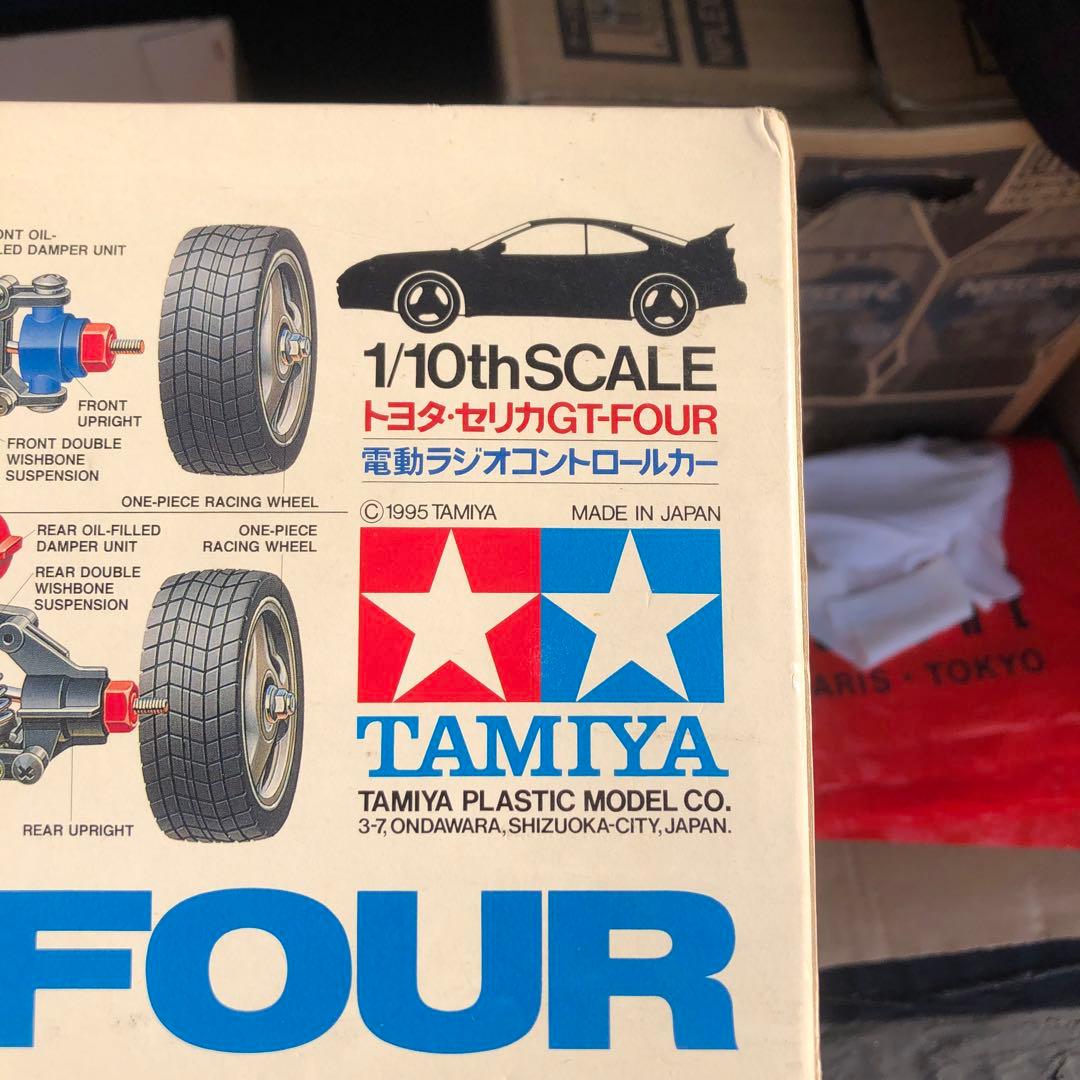 LED DAMPER UNIT
FRONT
UPRIGHT
FRONT DOUBLE
WISHBONE
SUSPENSION
ONE-PIECE RACING WHEEL
REAR OIL-FILLED
DAMPER UNIT
ONE-PIECE
RACING WHEEL
REAR DOUBLE
WISHBONE
SUSPENSION
REAR UPRIGHT
1/10th SCALE
トヨタ・セリカGT-FOUR
電動ラジオコントロールカー
©1995 TAMIYA MADE IN JAPAN
TAMIYA
TAMIYA PLASTIC MODEL CO.
3-7, ONDAWARA, SHIZUOKA-CITY, JAPAN.
FOUR
ARIS · TOKYO